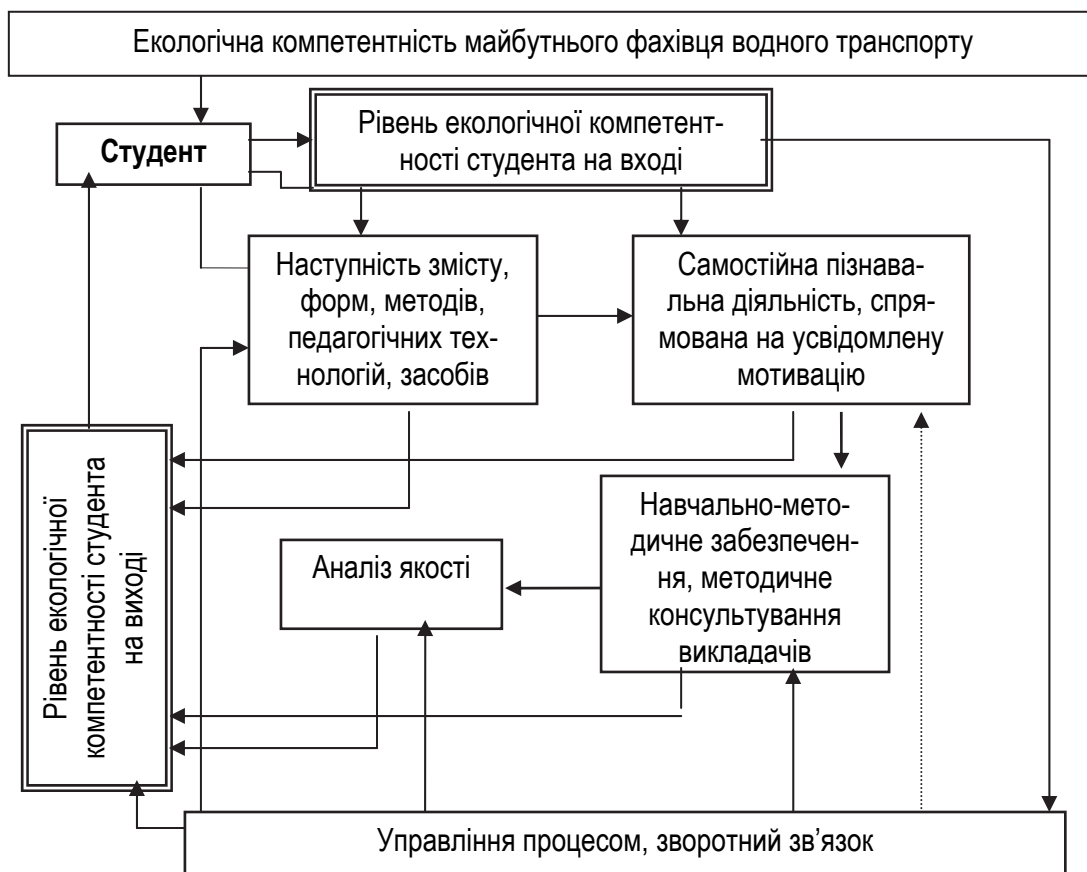 Екологічна компетентність майбутнього фахівця водного транспорту
Студент
Рівень екологічної компетент-
ності студента на вході
Наступність змісту,
форм, методів,
педагогічних тех-
нологій, засобів
Самостійна пізнава-
льна діяльність, спря-
мована на усвідомлену
мотивацію
Рівень екологічної
компетентності студента
на виході
Аналіз якості
Навчально-мето-
дичне забезпечен-
ня, методичне
консультування
викладачів
Управління процесом, зворотний зв’язок